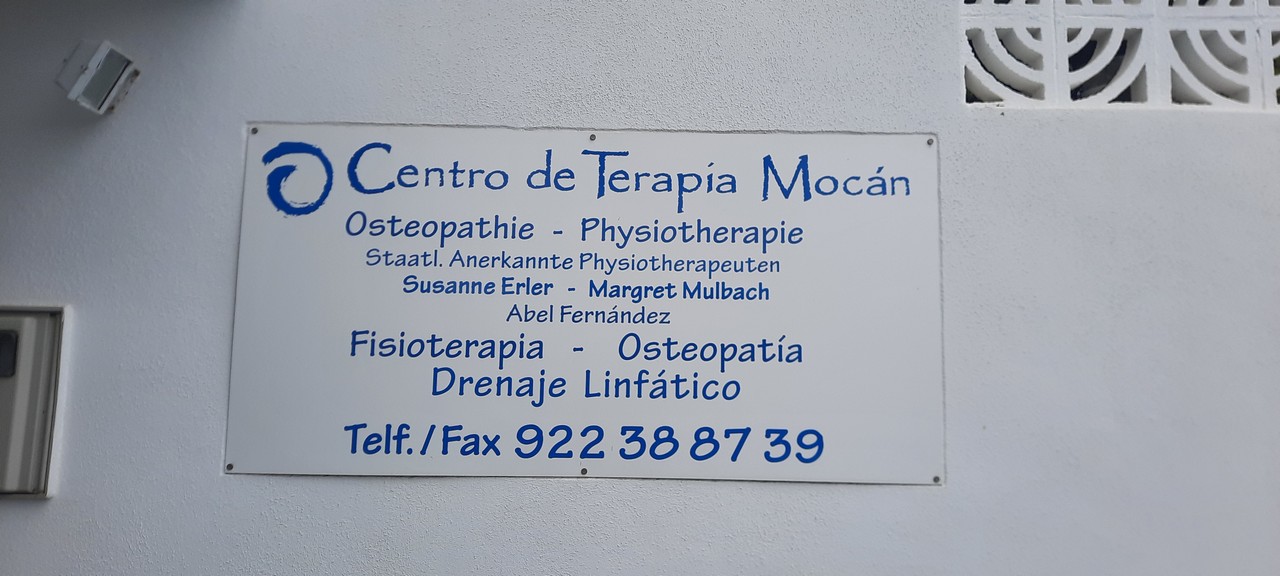 Centro de Terapía Mocán
Osteopathie - Physiotherapie
Staatl. Anerkannte Physiotherapeuten
Susanne Erler - Margret Mulbach
Abel Fernández
Fisioterapia - Osteopatía
Drenaje Linfático
Telf./Fax 922 38 87 39